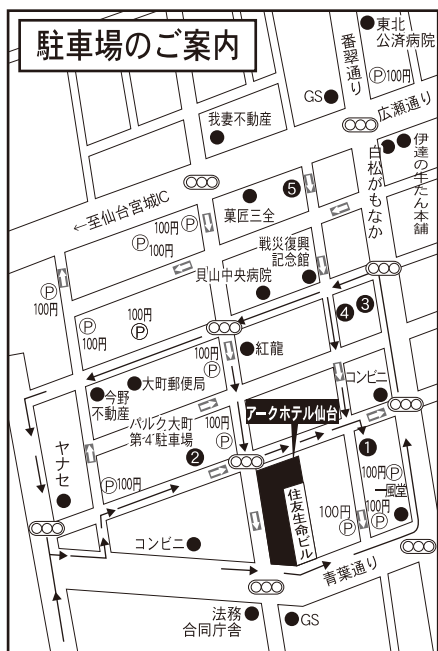 駐車場のご案内
東北
公済病院
番翠通り
Ⓟ100円
GS
広瀬通り
我妻不動産
白松がもなか
伊達の牛たん本舗
←至仙台宮城IC
❺
菓匠三全
100円
Ⓟ
Ⓟ
100円
戦災復興
記念館
貝山中央病院
Ⓟ
100円
❹
❸
Ⓟ
100円
100円
Ⓟ
紅龍
100円
Ⓟ
大町郵便局
コンビニ
今野
不動産
アークホテル仙台
パルク大町
第4駐車場
100円
Ⓟ
❶
❷
ヤナセ
Ⓟ100円
住友生命ビル
100円
Ⓟ
100円Ⓟ
一風堂
100円
Ⓟ
コンビニ
青葉通り
法務
合同庁舎
GS